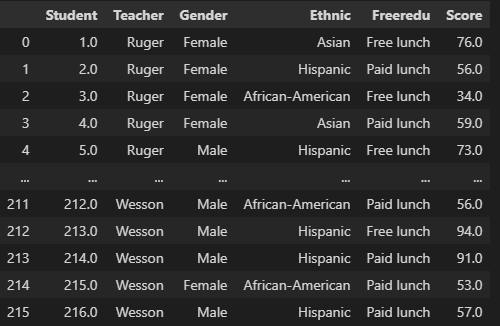 Student Teacher Gender Ethnic Freeredu Score
0 1.0 Ruger Female Asian Free lunch 76.0
1 2.0 Ruger Female Hispanic Paid lunch 56.0
2 3.0 Ruger Female African-American Free lunch 34.0
3 4.0 Ruger Female Asian Paid lunch 59.0
4 5.0 Ruger Male Hispanic Free lunch 73.0
... ... ... ... ... ... ...
211 212.0 Wesson Male African-American Paid lunch 56.0
212 213.0 Wesson Male Hispanic Free lunch 94.0
213 214.0 Wesson Male Hispanic Paid lunch 91.0
214 215.0 Wesson Female African-American Paid lunch 53.0
215 216.0 Wesson Male Hispanic Paid lunch 57.0